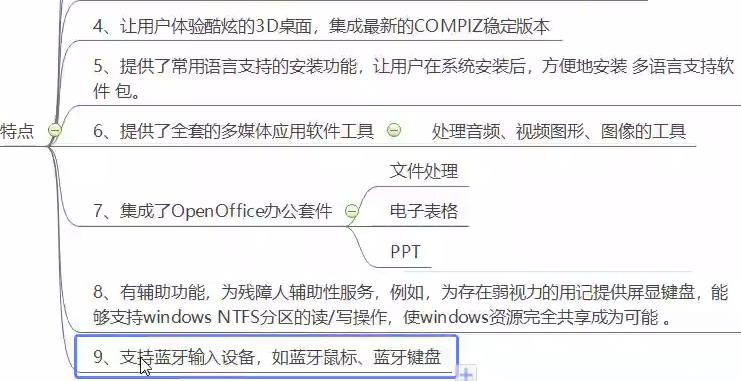 4、让用户体验酷炫的3D桌面，集成最新的COMPIZ稳定版本
5、提供了常用语言支持的安装功能，让用户在系统安装后，方便地安装 多语言支持软
件 包。
特点
6、提供了全套的多媒体应用软件工具
处理音频、视频图形、图像的工具
文件处理
7、集成了OpenOffice办公套件
电子表格
PPT
8、有辅助功能，为残障人辅助性服务，例如，为存在弱视力的用记提供屏显键盘，能
够支持windows NTFS分区的读/写操作，使windows资源完全共享成为可能 。
9、支持蓝牙输入设备，如蓝牙鼠标、蓝牙键盘